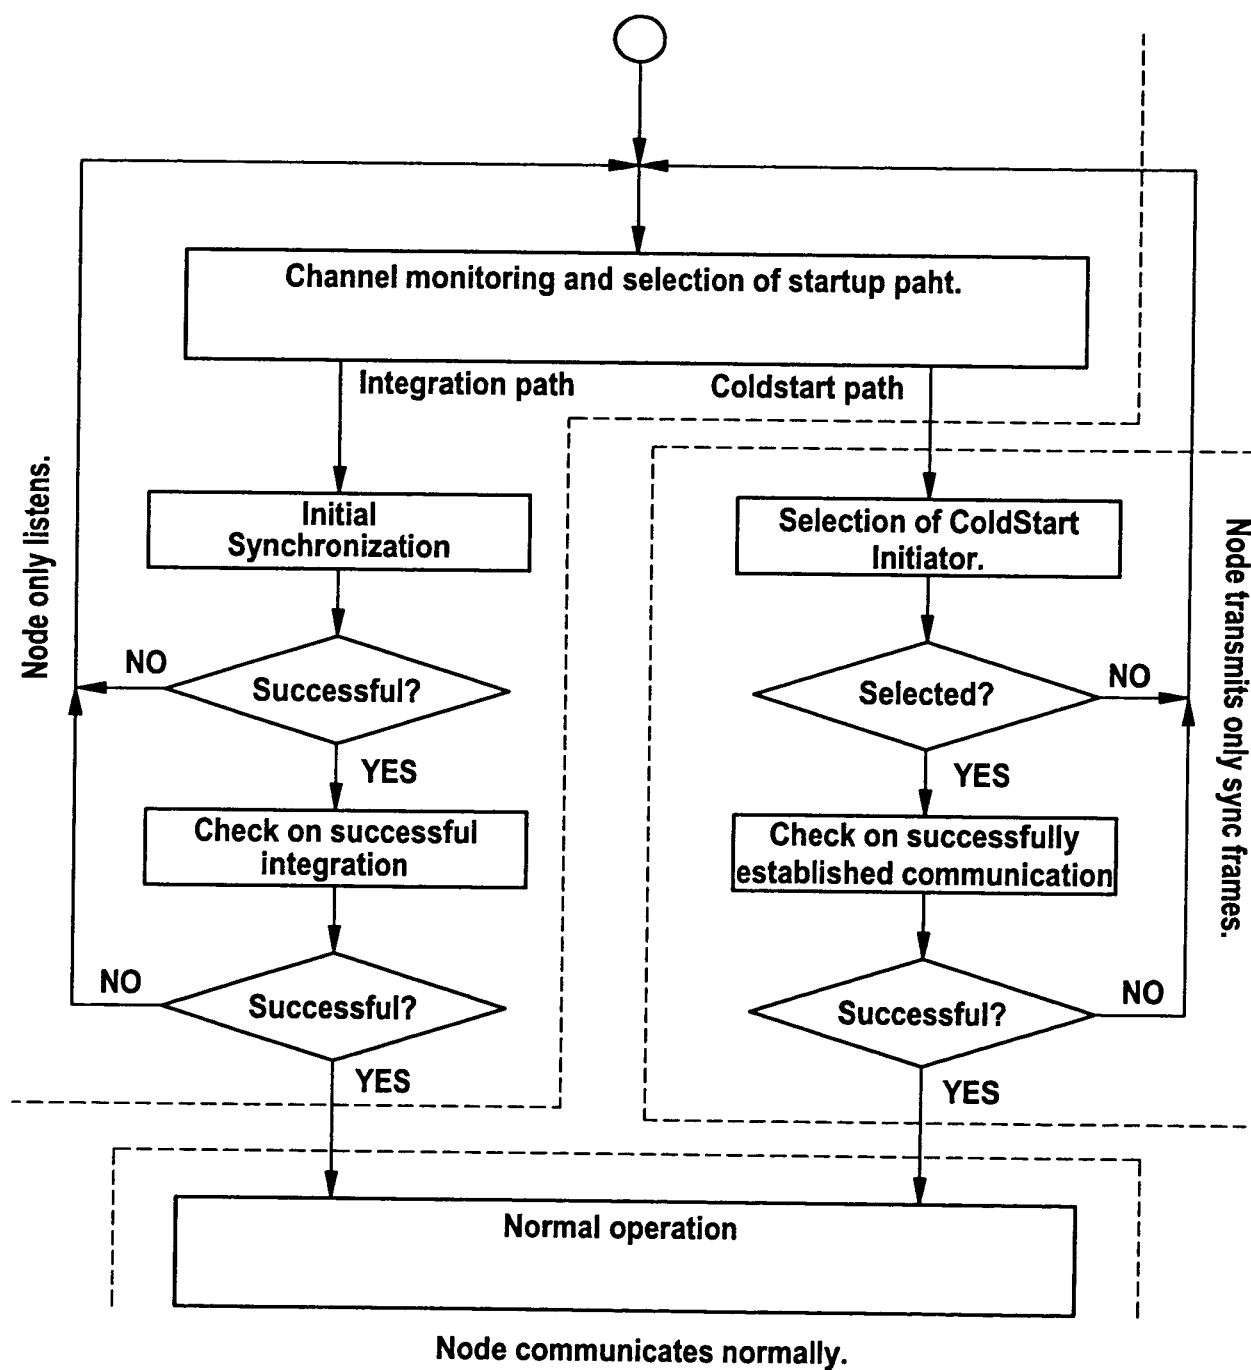 Channel monitoring and selection of startup paht.
Integration path
Coldstart path
Node only listens.
Initial
Synchronization
Selection of ColdStart
Initiator.
Node transmits only sync frames.
NO
Successful?
Selected?
NO
YES
YES
Check on successful
integration
Check on successfully
established communication
NO
Successful?
Successful?
NO
YES
YES
Normal operation
Node communicates normally.